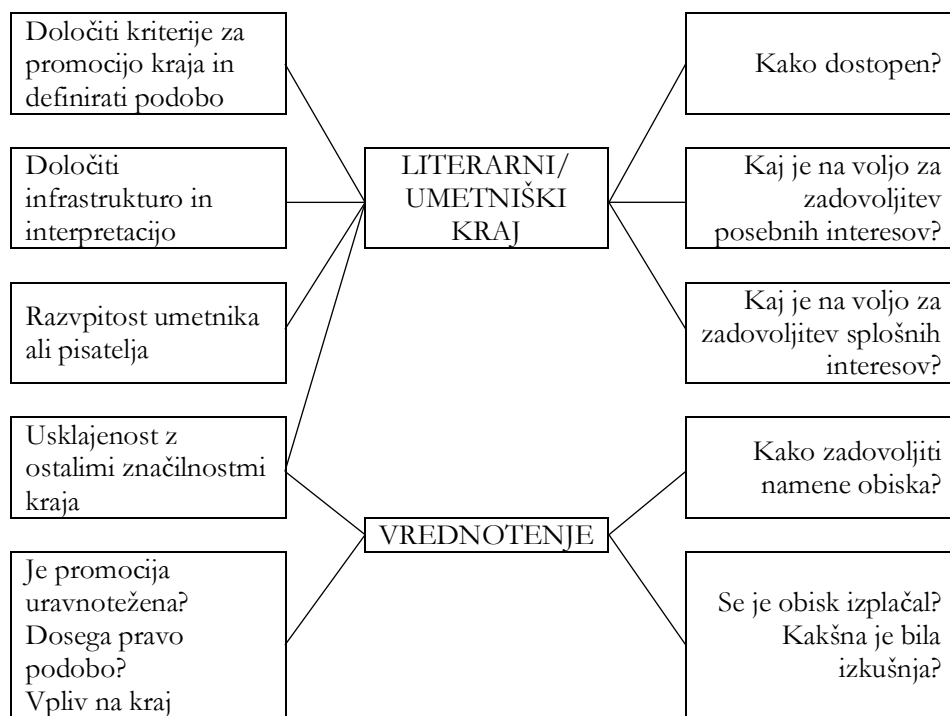 Določiti kriterije za
promocijo kraja in
definirati podobo
Kako dostopen?
Določiti
infrastrukturo in
interpretacijo
LITERARNI/
UMETNIŠKI
KRAJ
Kaj je na voljo za
zadovoljitev
posebnih interesov?
Razvpitost umetnika
ali pisatelja
Kaj je na voljo za
zadovoljitev splošnih
interesov?
Usklajenost z
ostalimi značilnostmi
kraja
Kako zadovoljiti
namene obiska?
VREDNOTENJE
Je promocija
uravnotežena?
Dosega pravo
podobo?
Vpliv na kraj
Se je obisk izplačal?
Kakšna je bila
izkušnja?